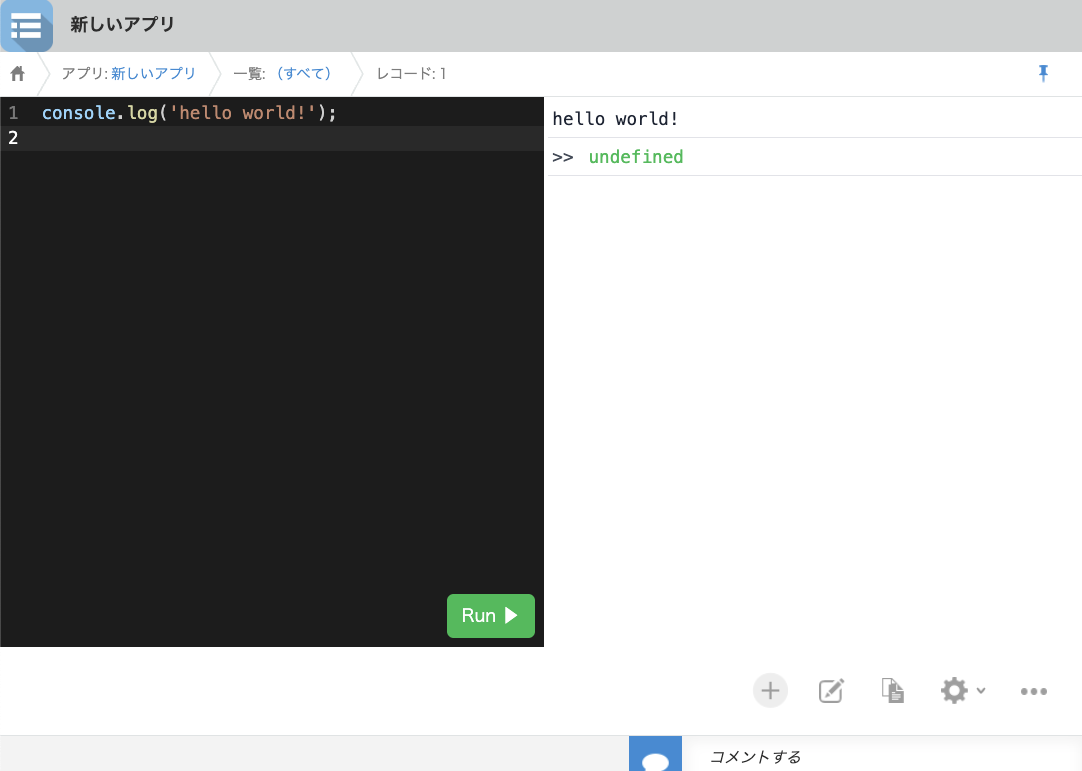 新しいアプリ
アプリ: 新しいアプリ 一覧: （すべて） レコード: 1
1 console.log('hello world!');
2
hello world!
>> undefined
Run
コメントする